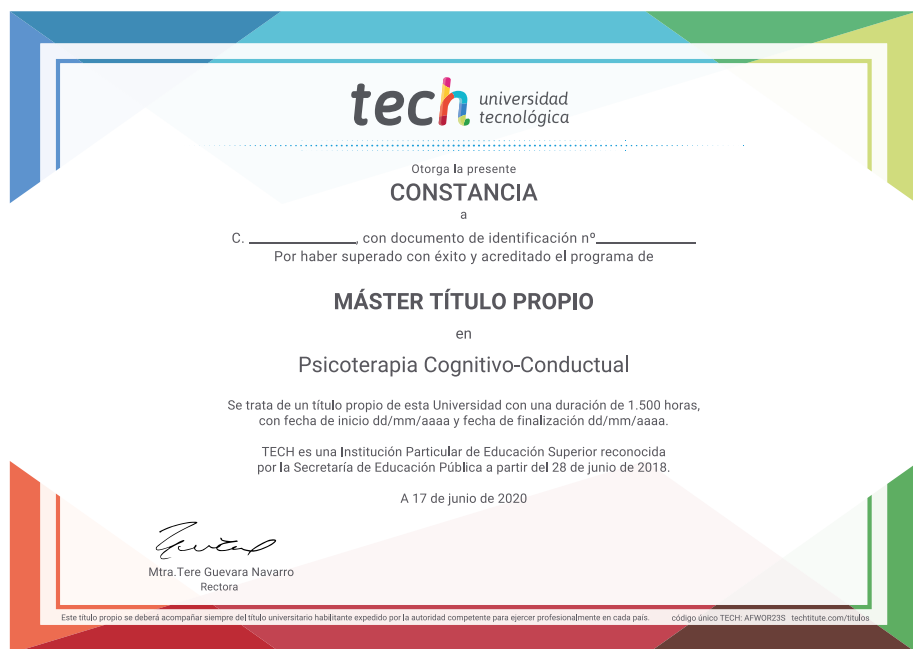 tech universidad
tecnológica
Otorga la presente
CONSTANCIA
a
C. ____________, con documento de identificación nº____________
Por haber superado con éxito y acreditado el programa de
MÁSTER TÍTULO PROPIO
en
Psicoterapia Cognitivo-Conductual
Se trata de un título propio de esta Universidad con una duración de 1.500 horas,
con fecha de inicio dd/mm/aaaa y fecha de finalización dd/mm/aaaa.
TECH es una Institución Particular de Educación Superior reconocida
por la Secretaría de Educación Pública a partir del 28 de junio de 2018.
A 17 de junio de 2020
Mtra.Tere Guevara Navarro
Rectora
Este título propio se deberá acompañar siempre del título universitario habilitante expedido por la autoridad competente para ejercer profesionalmente en cada país. código único TECH: AFWOR23S techtitute.com/titulos